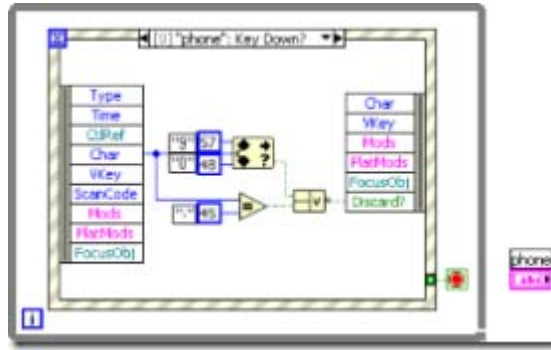 [0] "phone": Key Down?
Type
Time
CtlRef
Char
VKey
ScanCode
Mods
PlatMods
FocusObj
"9" 57
"0" 48
"-" 45
?
=
V
Char
VKey
Mods
PlatMods
FocusObj
Discard?
i
phone
abc